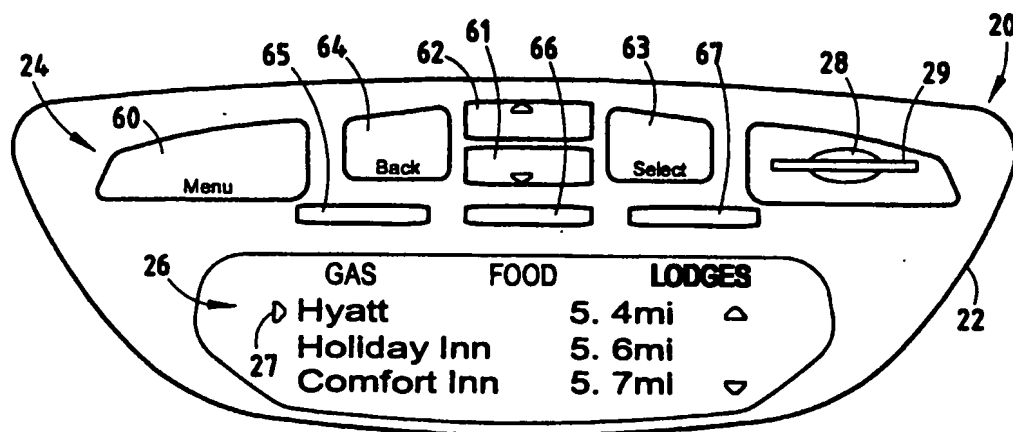 61
20
64 62 66 63
65 67 28
24 29
60
Back Select
Menu
GAS FOOD LODGES
26
Hyatt 5. 4mi
22
Holiday Inn 5. 6mi
27
Comfort Inn 5. 7mi